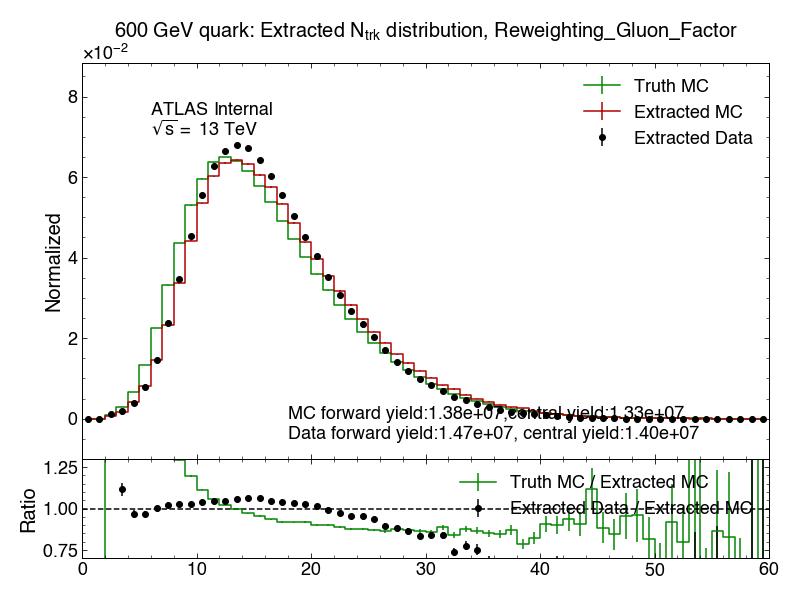 600 GeV quark: Extracted N_trk distribution, Reweighting_Gluon_Factor
×10⁻²
ATLAS Internal
√s = 13 TeV
Truth MC
Extracted MC
Extracted Data
Normalized
8
6
4
2
0
MC forward yield:1.38e+07,central yield:1.33e+07
Data forward yield:1.47e+07, central yield:1.40e+07
Ratio
1.25
1.00
0.75
Truth MC / Extracted MC
Extracted Data / Extracted MC
0 10 20 30 40 50 60